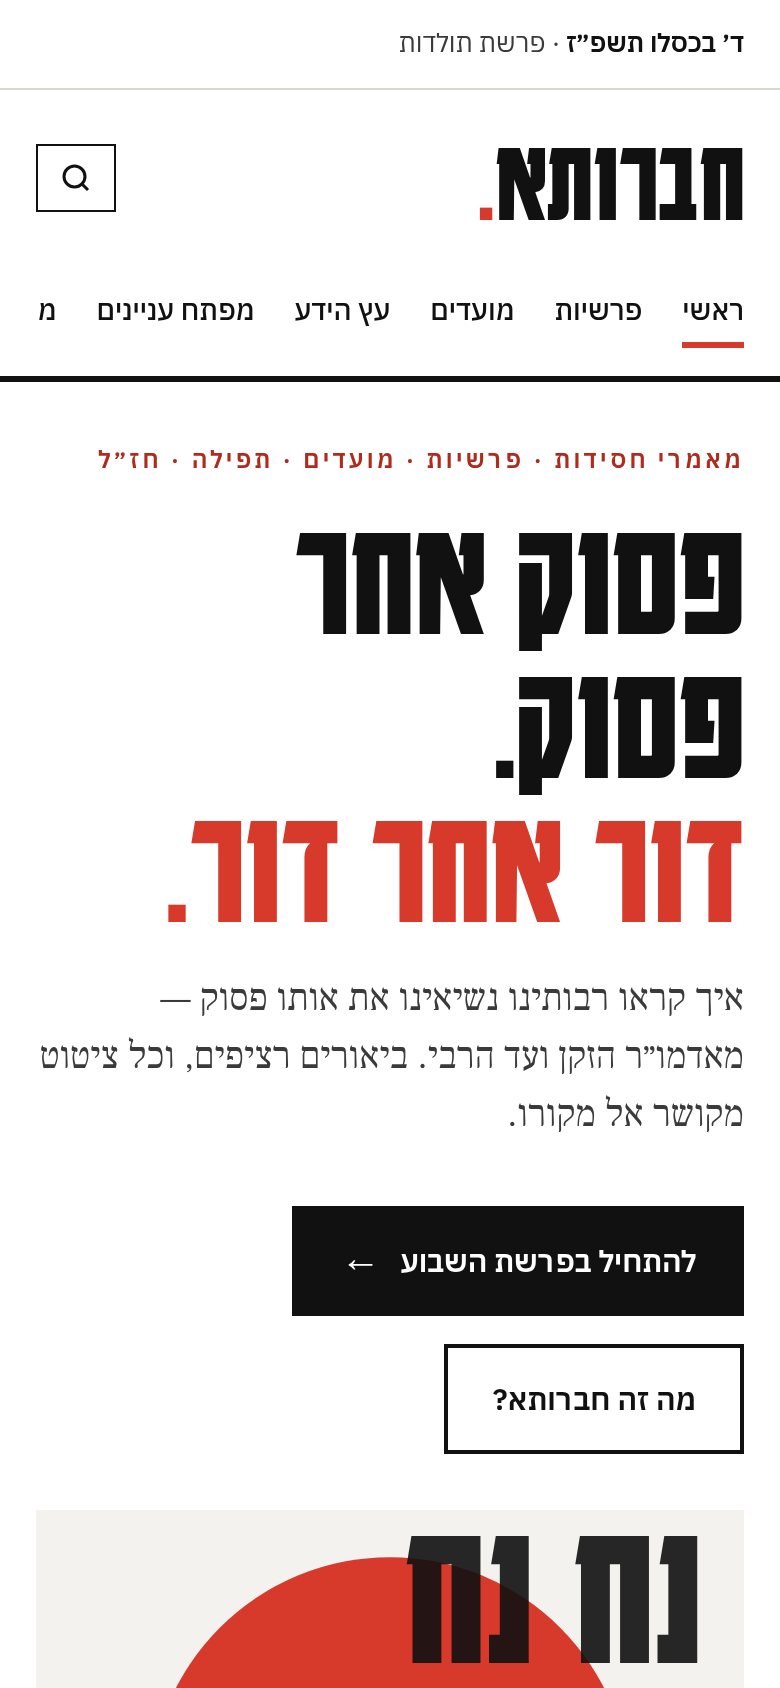 ד׳ בכסלו תשפ״ז · פרשת תולדות
חברותא.
ראשי פרשיות מועדים עץ הידע מפתח עניינים מ
מאמרי חסידות · פרשיות · מועדים · תפילה · חז״ל
פסוק אחר
פסוק.
דור אחר דור.
איך קראו רבותינו נשיאינו את אותו פסוק —
מאדמו״ר הזקן ועד הרבי. ביאורים רציפים, וכל ציטוט
מקושר אל מקורו.
להתחיל בפרשת השבוע ←
מה זה חברותא?
נח נח